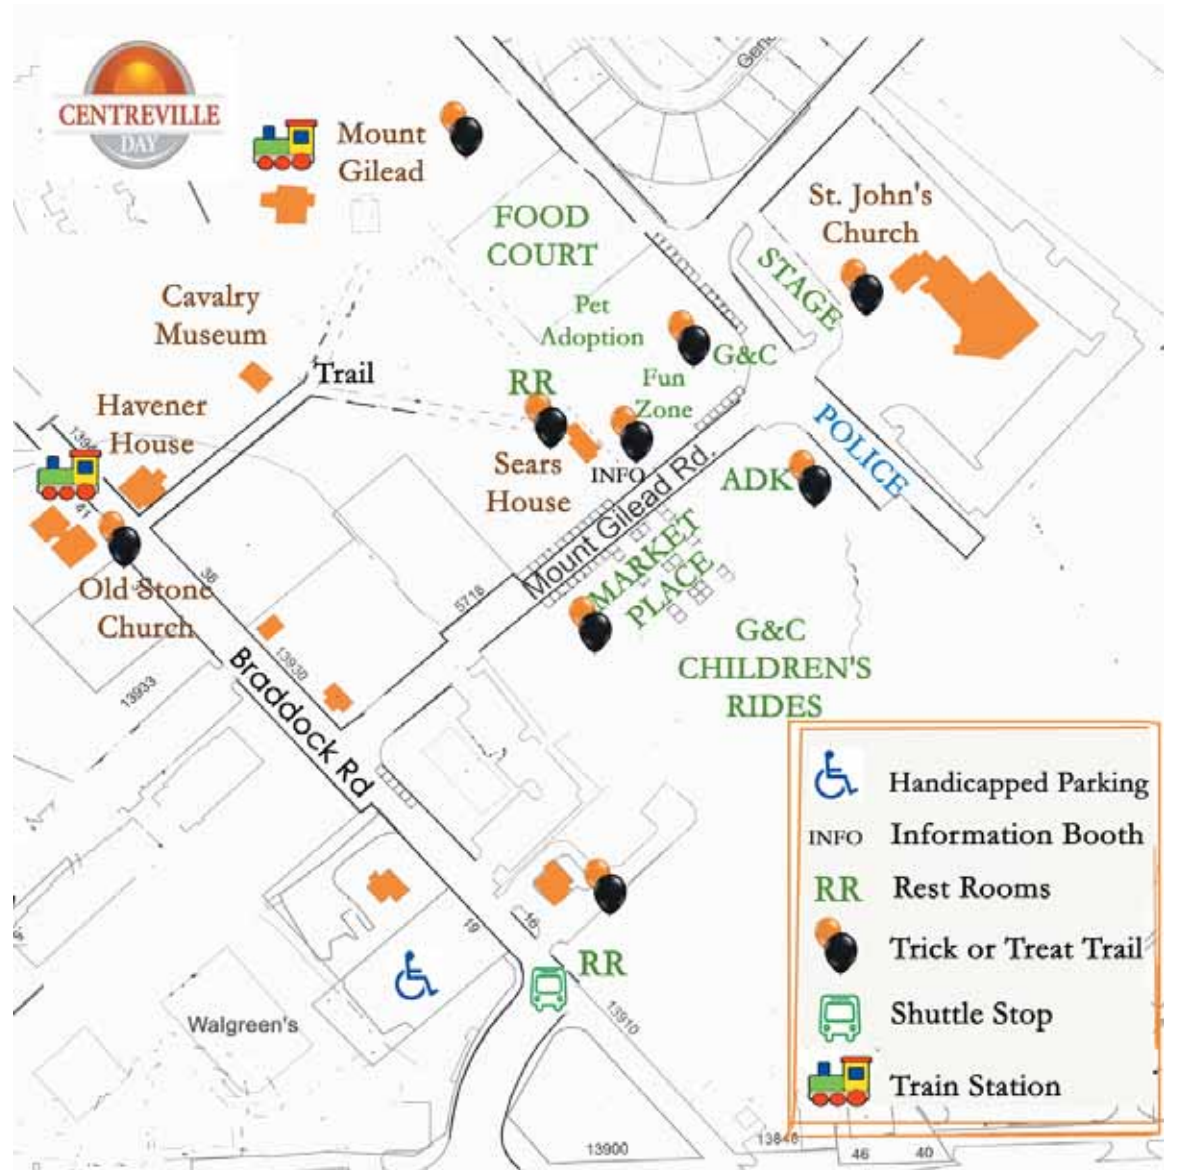 CENTREVILLE
DAY
Mount
Gilead
FOOD
COURT
St. John's
Church
STAGE
Cavalry
Museum
Pet
Adoption
G&C
Trail
RR
Fun
Zone
Havener
House
Sears
House
INFO
POLICE
ADK
41
Mount Gilead Rd.
MARKET
PLACE
Old Stone
Church
36
5718
13930
G&C
CHILDREN'S
RIDES
13933
Braddock Rd
19
16
RR
13910
Walgreen's
13900
Handicapped Parking
INFO Information Booth
RR Rest Rooms
Trick or Treat Trail
Shuttle Stop
Train Station
46
40